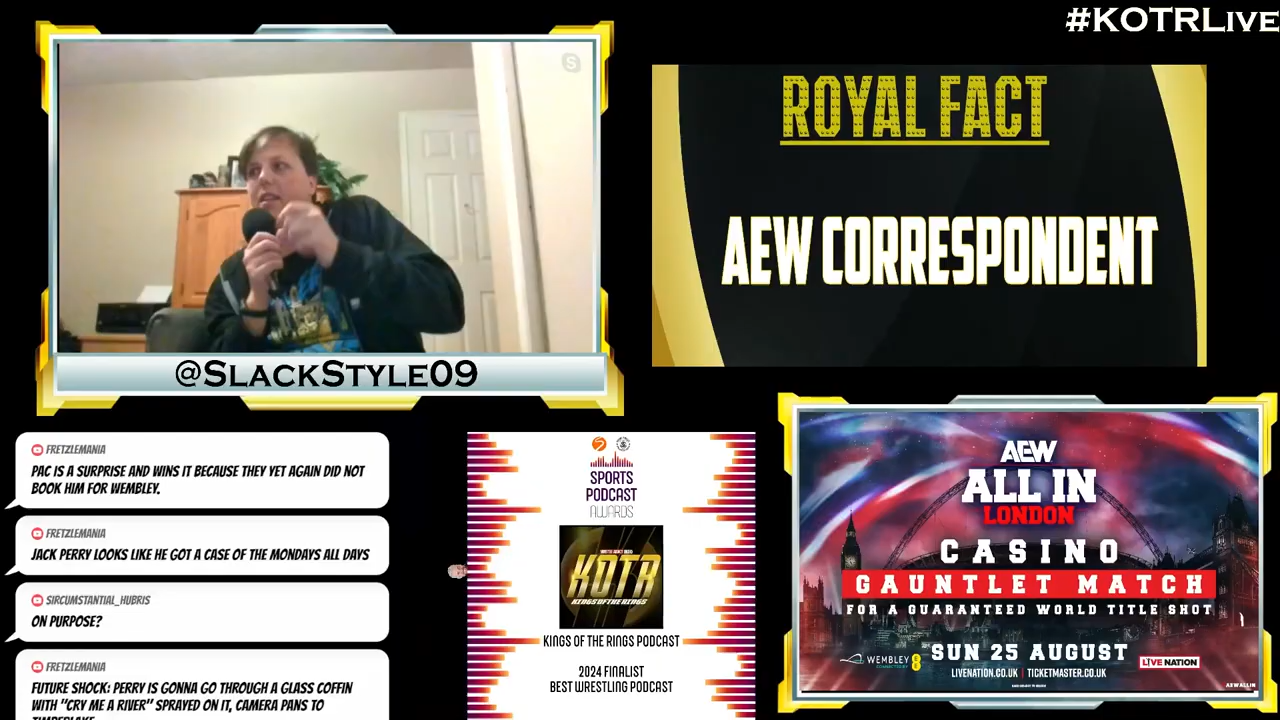 #KOTRLIVE
ROYAL FACT
AEW CORRESPONDENT
@SLACKSTYLE09
FRETZLEMANIA
PAC IS A SURPRISE AND WINS IT BECAUSE THEY YET AGAIN DID NOT
BOOK HIM FOR WEMBLEY.
FRETZLEMANIA
JACK PERRY LOOKS LIKE HE GOT A CASE OF THE MONDAYS ALL DAYS
SIRCUMSTANTIAL_HUBRIS
ON PURPOSE?
FRETZLEMANIA
FUTURE SHOCK: PERRY IS GONNA GO THROUGH A GLASS COFFIN
WITH "CRY ME A RIVER" SPRAYED ON IT, CAMERA PANS TO
TIMBERLAKE
SPORTS
PODCAST
AWARDS
KOTR
KINGS OF THE RINGS
KINGS OF THE RINGS PODCAST
2024 FINALIST
BEST WRESTLING PODCAST
AEW
ALL IN
LONDON
CASINO
GAUNTLET MATCH
FOR A GUARANTEED WORLD TITLE SHOT
SUN 25 AUGUST
WEMBLEY
LIVENATION.CO.UK | TICKETMASTER.CO.UK
LIVE NATION
#AEWALLIN